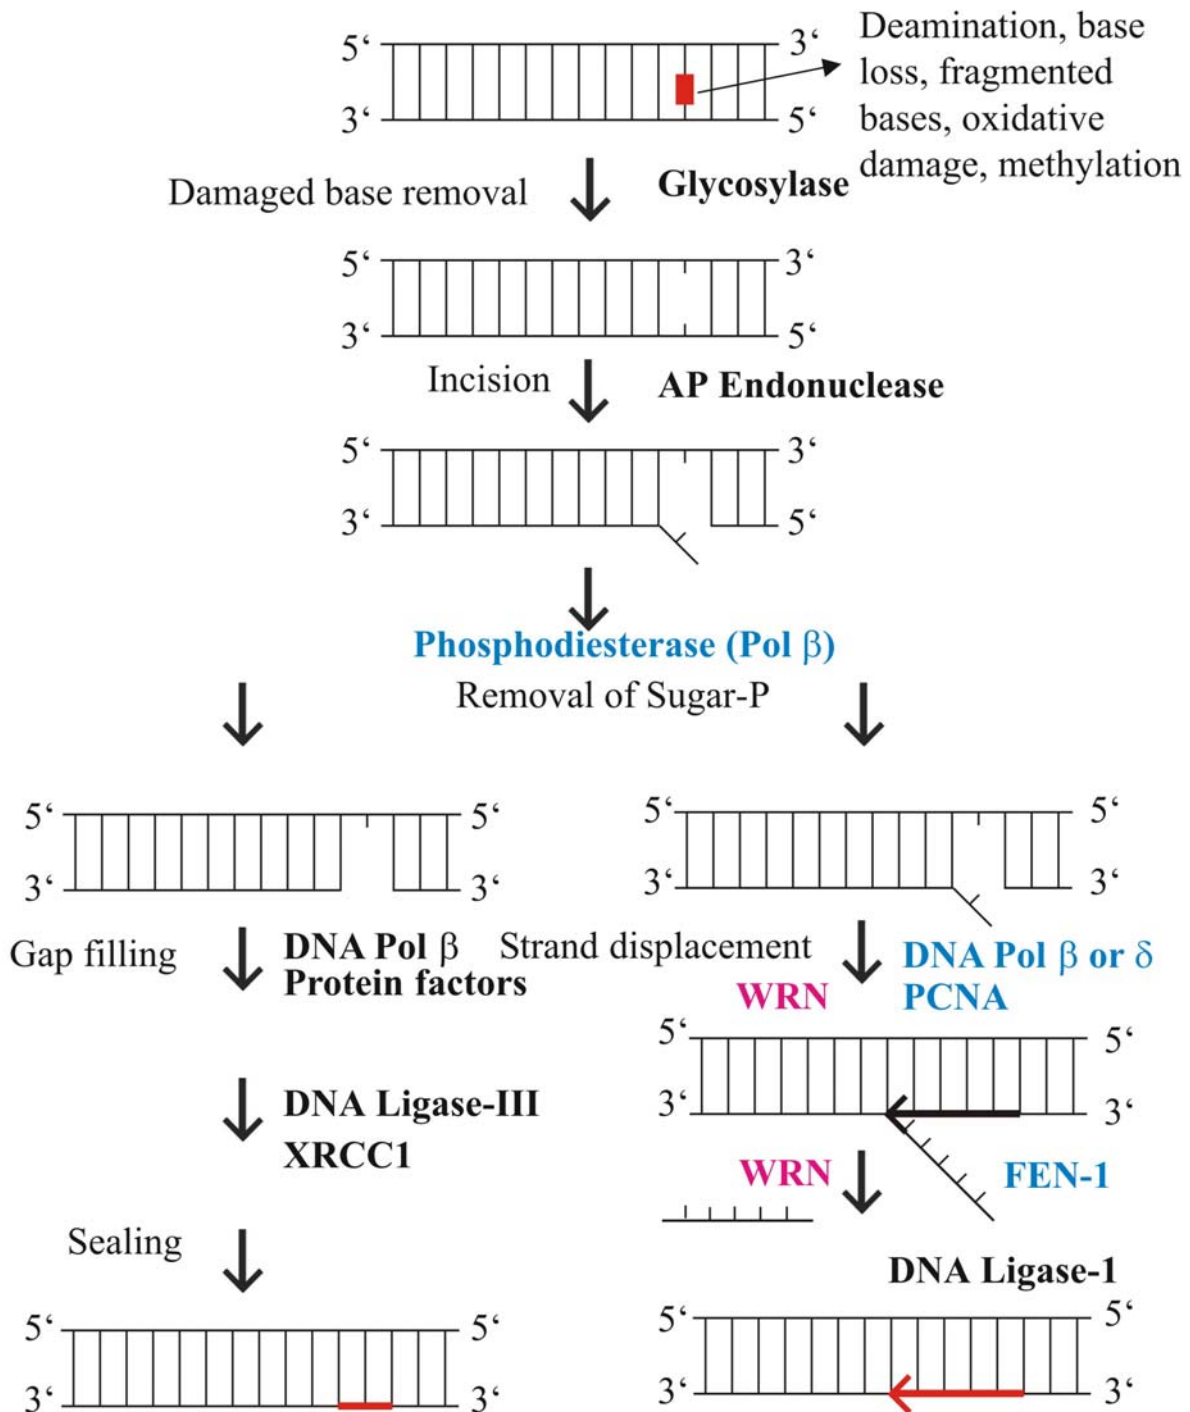 5‘ 3‘
3‘ 5‘
Deamination, base
loss, fragmented
bases, oxidative
damage, methylation
Damaged base removal
Glycosylase
5‘ 3‘
3‘ 5‘
Incision
AP Endonuclease
5‘ 3‘
3‘ 5‘
Phosphodiesterase (Pol β)
Removal of Sugar-P
5‘ 5‘
3‘ 3‘
Gap filling
DNA Pol β
Protein factors
DNA Ligase-III
XRCC1
Sealing
5‘ 5‘
3‘ 3‘
5‘ 5‘
3‘ 3‘
Strand displacement
DNA Pol β or δ
WRN PCNA
5‘ 5‘
3‘ 3‘
WRN
FEN-1
DNA Ligase-1
5‘ 5‘
3‘ 3‘